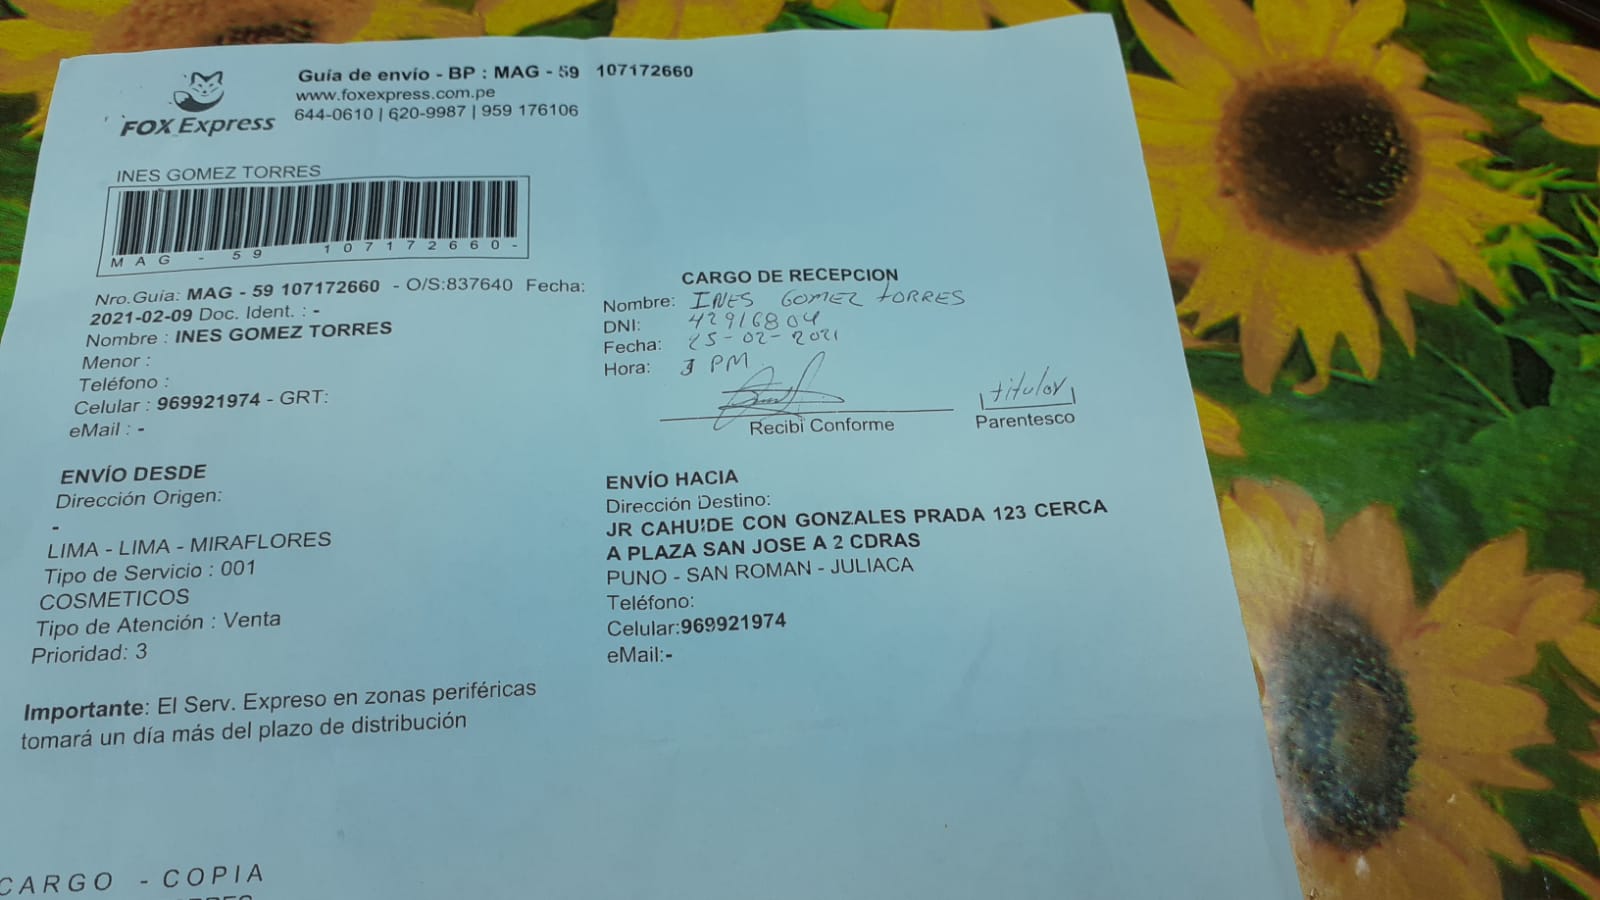 FOX Express
Guía de envío - BP : MAG - 59 107172660
www.foxexpress.com.pe
644-0610 | 620-9987 | 959 176106
INES GOMEZ TORRES
MAG - 59 107172660-
Nro.Guía: MAG - 59 107172660 - O/S:837640 Fecha:
2021-02-09 Doc. Ident. : -
Nombre : INES GOMEZ TORRES
Menor :
Teléfono :
Celular : 969921974 - GRT:
eMail : -
CARGO DE RECEPCION
Nombre: INES GOMEZ TORRES
DNI: 42916804
Fecha: 25-02-2021
Hora: 3 PM
titular
Recibí Conforme
Parentesco
ENVÍO DESDE
Dirección Origen:
-
LIMA - LIMA - MIRAFLORES
Tipo de Servicio : 001
COSMETICOS
Tipo de Atención : Venta
Prioridad: 3
ENVÍO HACIA
Dirección Destino:
JR CAHUIDE CON GONZALES PRADA 123 CERCA
A PLAZA SAN JOSE A 2 CDRAS
PUNO - SAN ROMAN - JULIACA
Teléfono:
Celular:969921974
eMail:-
Importante: El Serv. Expreso en zonas periféricas
tomará un día más del plazo de distribución
CARGO - COPIA